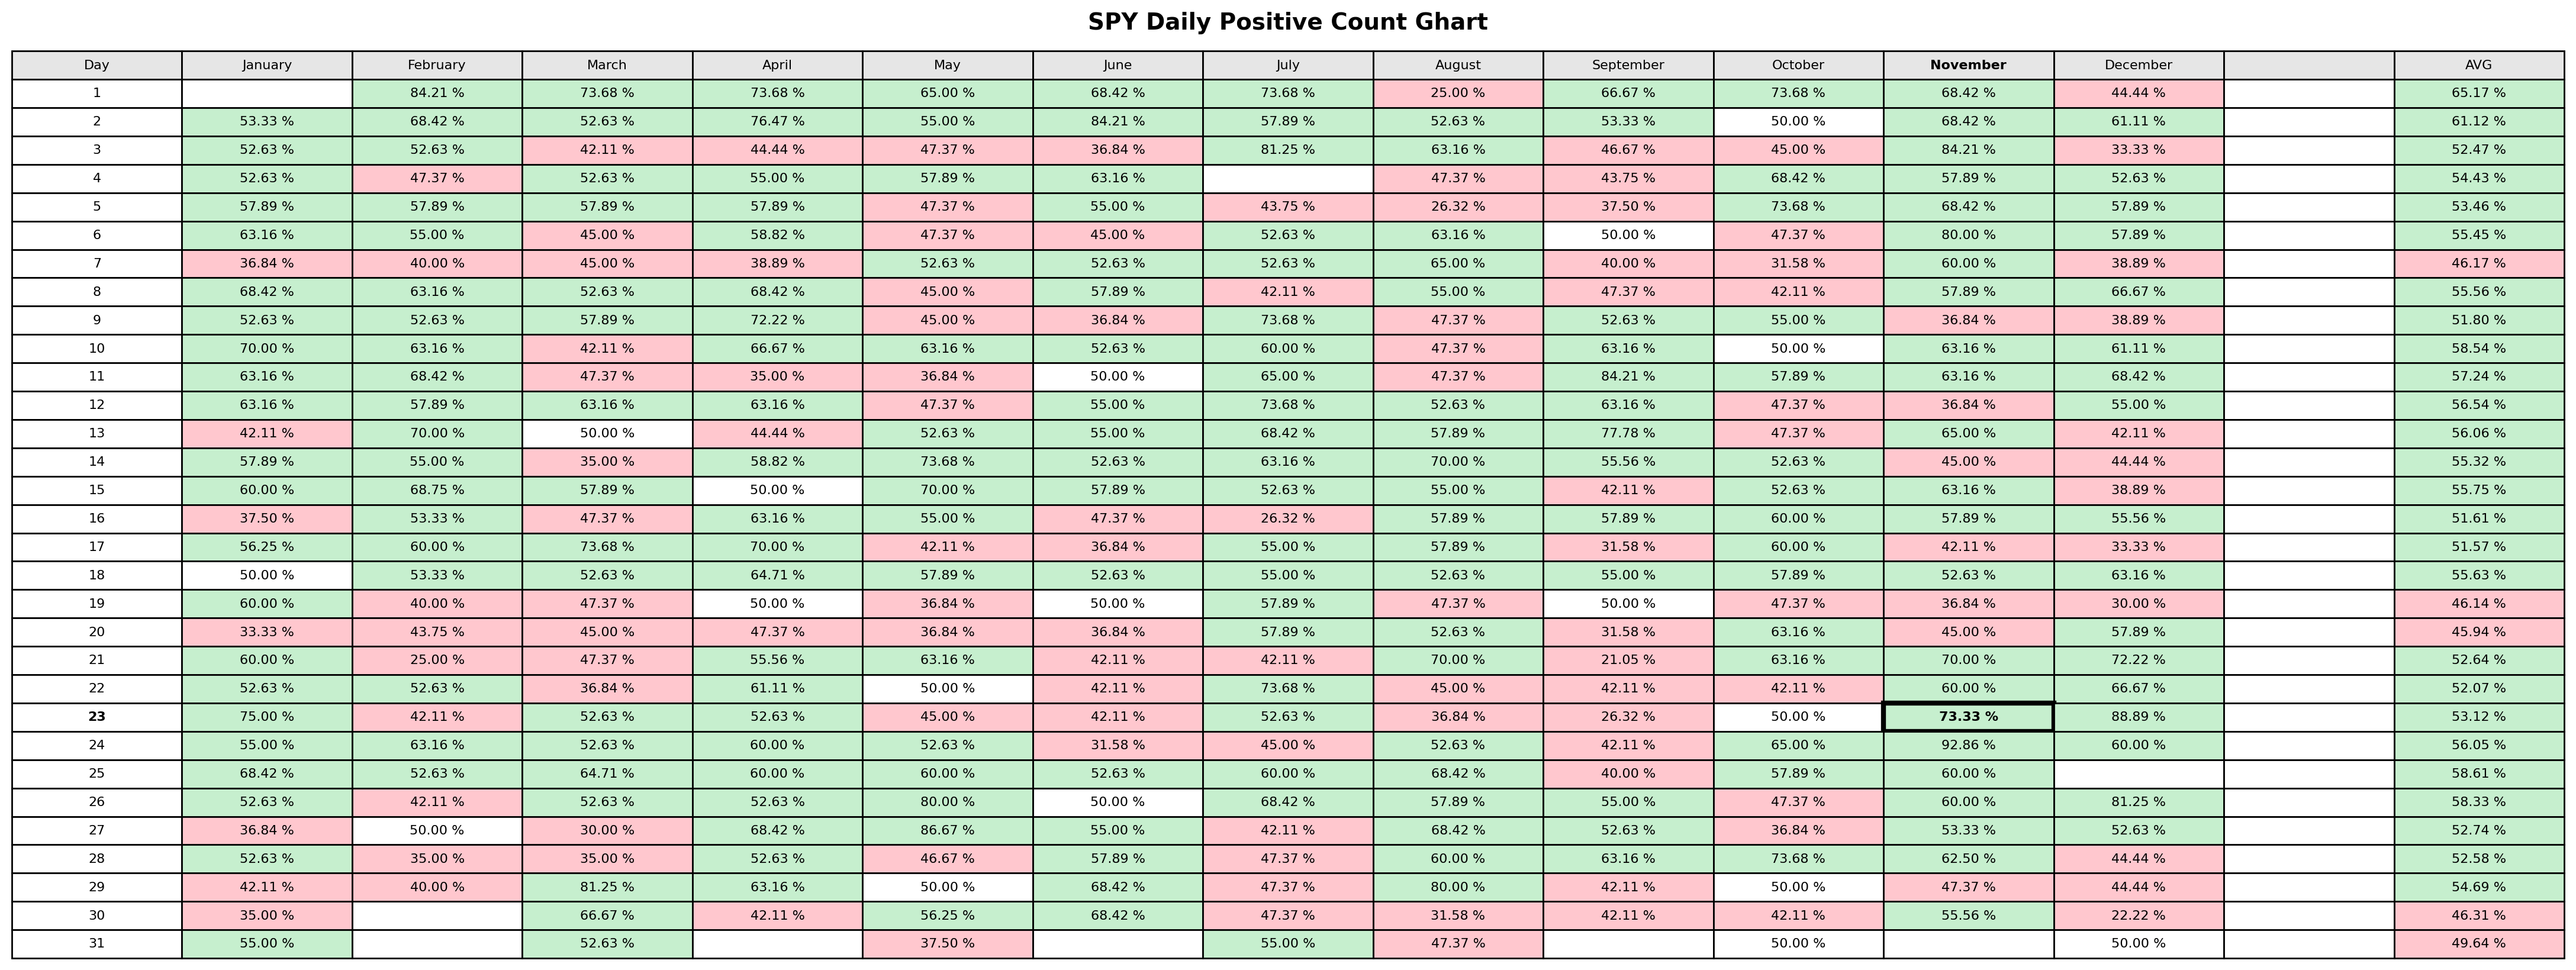 SPY Daily Positive Count Ghart
Day January February March April May June July August September October November December AVG
1 84.21 % 73.68 % 73.68 % 65.00 % 68.42 % 73.68 % 25.00 % 66.67 % 73.68 % 68.42 % 44.44 % 65.17 %
2 53.33 % 68.42 % 52.63 % 76.47 % 55.00 % 84.21 % 57.89 % 52.63 % 53.33 % 50.00 % 68.42 % 61.11 % 61.12 %
3 52.63 % 52.63 % 42.11 % 44.44 % 47.37 % 36.84 % 81.25 % 63.16 % 46.67 % 45.00 % 84.21 % 33.33 % 52.47 %
4 52.63 % 47.37 % 52.63 % 55.00 % 57.89 % 63.16 % 47.37 % 43.75 % 68.42 % 57.89 % 52.63 % 54.43 %
5 57.89 % 57.89 % 57.89 % 57.89 % 47.37 % 55.00 % 43.75 % 26.32 % 37.50 % 73.68 % 68.42 % 57.89 % 53.46 %
6 63.16 % 55.00 % 45.00 % 58.82 % 47.37 % 45.00 % 52.63 % 63.16 % 50.00 % 47.37 % 80.00 % 57.89 % 55.45 %
7 36.84 % 40.00 % 45.00 % 38.89 % 52.63 % 52.63 % 52.63 % 65.00 % 40.00 % 31.58 % 60.00 % 38.89 % 46.17 %
8 68.42 % 63.16 % 52.63 % 68.42 % 45.00 % 57.89 % 42.11 % 55.00 % 47.37 % 42.11 % 57.89 % 66.67 % 55.56 %
9 52.63 % 52.63 % 57.89 % 72.22 % 45.00 % 36.84 % 73.68 % 47.37 % 52.63 % 55.00 % 36.84 % 38.89 % 51.80 %
10 70.00 % 63.16 % 42.11 % 66.67 % 63.16 % 52.63 % 60.00 % 47.37 % 63.16 % 50.00 % 63.16 % 61.11 % 58.54 %
11 63.16 % 68.42 % 47.37 % 35.00 % 36.84 % 50.00 % 65.00 % 47.37 % 84.21 % 57.89 % 63.16 % 68.42 % 57.24 %
12 63.16 % 57.89 % 63.16 % 63.16 % 47.37 % 55.00 % 73.68 % 52.63 % 63.16 % 47.37 % 36.84 % 55.00 % 56.54 %
13 42.11 % 70.00 % 50.00 % 44.44 % 52.63 % 55.00 % 68.42 % 57.89 % 77.78 % 47.37 % 65.00 % 42.11 % 56.06 %
14 57.89 % 55.00 % 35.00 % 58.82 % 73.68 % 52.63 % 63.16 % 70.00 % 55.56 % 52.63 % 45.00 % 44.44 % 55.32 %
15 60.00 % 68.75 % 57.89 % 50.00 % 70.00 % 57.89 % 52.63 % 55.00 % 42.11 % 52.63 % 63.16 % 38.89 % 55.75 %
16 37.50 % 53.33 % 47.37 % 63.16 % 55.00 % 47.37 % 26.32 % 57.89 % 57.89 % 60.00 % 57.89 % 55.56 % 51.61 %
17 56.25 % 60.00 % 73.68 % 70.00 % 42.11 % 36.84 % 55.00 % 57.89 % 31.58 % 60.00 % 42.11 % 33.33 % 51.57 %
18 50.00 % 53.33 % 52.63 % 64.71 % 57.89 % 52.63 % 55.00 % 52.63 % 55.00 % 57.89 % 52.63 % 63.16 % 55.63 %
19 60.00 % 40.00 % 47.37 % 50.00 % 36.84 % 50.00 % 57.89 % 47.37 % 50.00 % 47.37 % 36.84 % 30.00 % 46.14 %
20 33.33 % 43.75 % 45.00 % 47.37 % 36.84 % 36.84 % 57.89 % 52.63 % 31.58 % 63.16 % 45.00 % 57.89 % 45.94 %
21 60.00 % 25.00 % 47.37 % 55.56 % 63.16 % 42.11 % 42.11 % 70.00 % 21.05 % 63.16 % 70.00 % 72.22 % 52.64 %
22 52.63 % 52.63 % 36.84 % 61.11 % 50.00 % 42.11 % 73.68 % 45.00 % 42.11 % 42.11 % 60.00 % 66.67 % 52.07 %
23 75.00 % 42.11 % 52.63 % 52.63 % 45.00 % 42.11 % 52.63 % 36.84 % 26.32 % 50.00 % 73.33 % 88.89 % 53.12 %
24 55.00 % 63.16 % 52.63 % 60.00 % 52.63 % 31.58 % 45.00 % 52.63 % 42.11 % 65.00 % 92.86 % 60.00 % 56.05 %
25 68.42 % 52.63 % 64.71 % 60.00 % 60.00 % 52.63 % 60.00 % 68.42 % 40.00 % 57.89 % 60.00 % 58.61 %
26 52.63 % 42.11 % 52.63 % 52.63 % 80.00 % 50.00 % 68.42 % 57.89 % 55.00 % 47.37 % 60.00 % 81.25 % 58.33 %
27 36.84 % 50.00 % 30.00 % 68.42 % 86.67 % 55.00 % 42.11 % 68.42 % 52.63 % 36.84 % 53.33 % 52.63 % 52.74 %
28 52.63 % 35.00 % 35.00 % 52.63 % 46.67 % 57.89 % 47.37 % 60.00 % 63.16 % 73.68 % 62.50 % 44.44 % 52.58 %
29 42.11 % 40.00 % 81.25 % 63.16 % 50.00 % 68.42 % 47.37 % 80.00 % 42.11 % 50.00 % 47.37 % 44.44 % 54.69 %
30 35.00 % 66.67 % 42.11 % 56.25 % 68.42 % 47.37 % 31.58 % 42.11 % 42.11 % 55.56 % 22.22 % 46.31 %
31 55.00 % 52.63 % 37.50 % 55.00 % 47.37 % 50.00 % 50.00 % 49.64 %